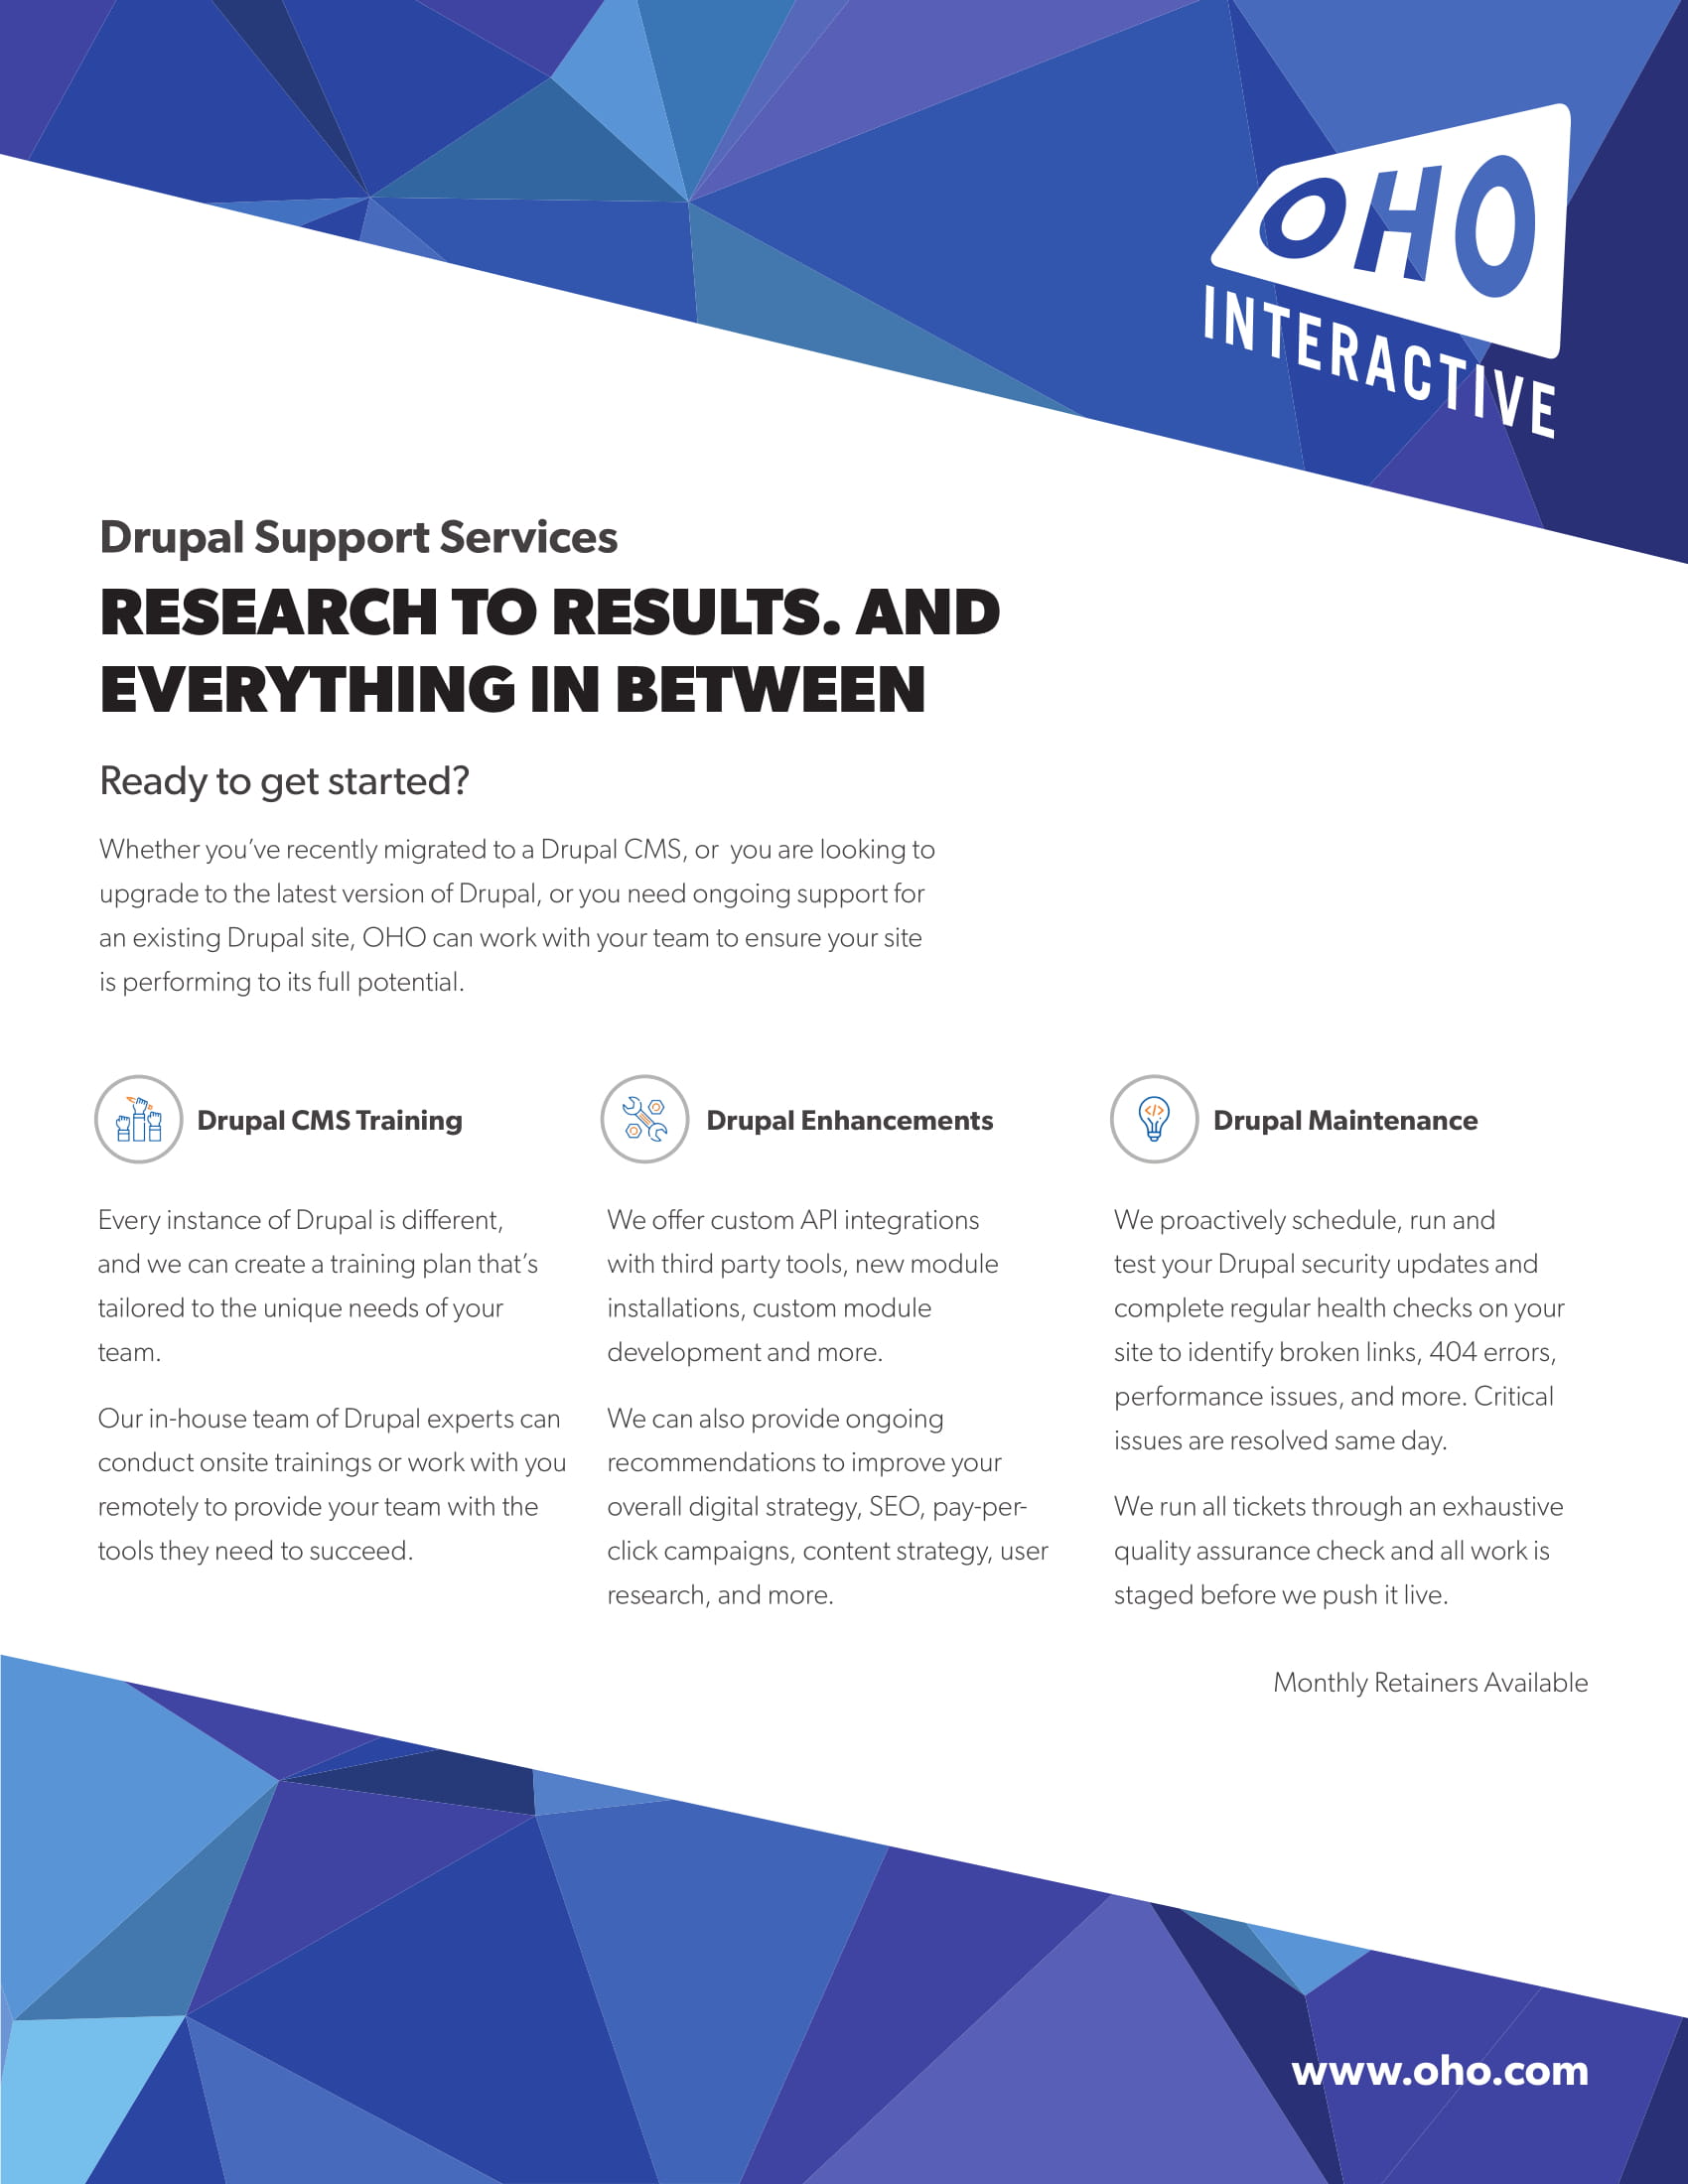 OHO
INTERACTIVE
Drupal Support Services
RESEARCH TO RESULTS. AND
EVERYTHING IN BETWEEN
Ready to get started?
Whether you’ve recently migrated to a Drupal CMS, or  you are looking to
upgrade to the latest version of Drupal, or you need ongoing support for
an existing Drupal site, OHO can work with your team to ensure your site
is performing to its full potential.
Drupal CMS Training
Every instance of Drupal is different,
and we can create a training plan that’s
tailored to the unique needs of your
team.
Our in-house team of Drupal experts can
conduct onsite trainings or work with you
remotely to provide your team with the
tools they need to succeed.
Drupal Enhancements
We offer custom API integrations
with third party tools, new module
installations, custom module
development and more.
We can also provide ongoing
recommendations to improve your
overall digital strategy, SEO, pay-per-
click campaigns, content strategy, user
research, and more.
</>
Drupal Maintenance
We proactively schedule, run and
test your Drupal security updates and
complete regular health checks on your
site to identify broken links, 404 errors,
performance issues, and more. Critical
issues are resolved same day.
We run all tickets through an exhaustive
quality assurance check and all work is
staged before we push it live.
Monthly Retainers Available
www.oho.com